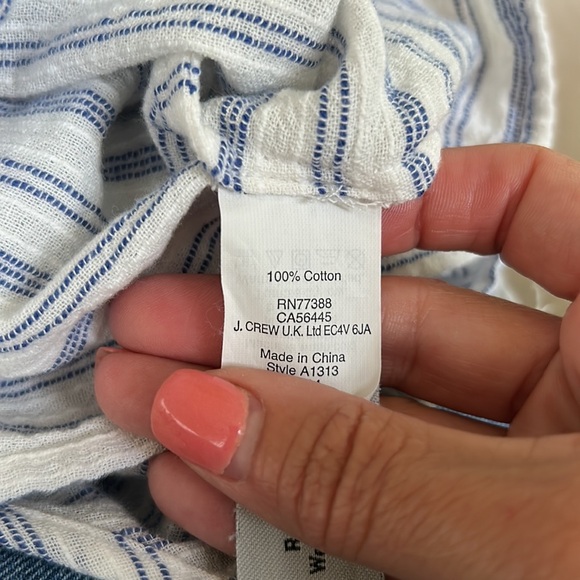 100% Cotton
RN77388
CA56445
J. CREW U.K. Ltd EC4V 6JA
Made in China
Style A1313